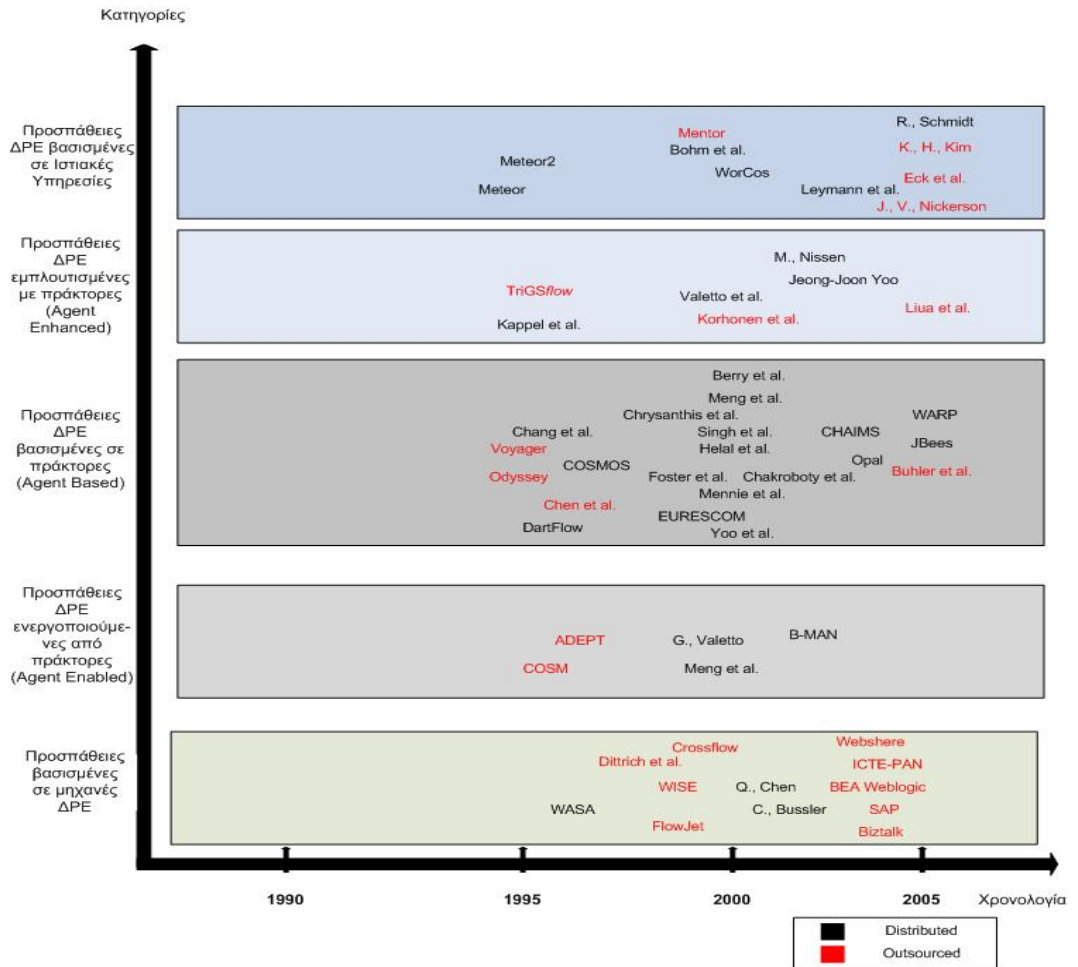 Κατηγορίες
Προσπάθειες
ΔΡΕ βασισμένες
σε Ιστιακές
Υπηρεσίες
R., Schmidt
Mentor
K., H., Kim
Bohm et al.
Meteor2
WorCos
Eck et al.
Meteor
Leymann et al.
J., V., Nickerson
Προσπάθειες
ΔΡΕ
εμπλουτισμένες
με πράκτορες
(Agent
Enhanced)
M., Nissen
Jeong-Joon Yoo
TriGSflow
Valetto et al.
Liua et al.
Korhonen et al.
Kappel et al.
Προσπάθειες
ΔΡΕ
βασισμένες σε
πράκτορες
(Agent Based)
Berry et al.
Meng et al.
Chrysanthis et al.
WARP
Chang et al.
Singh et al.
CHAIMS
Voyager
Helal et al.
JBees
COSMOS
Opal
Odyssey
Foster et al.
Chakroboty et al.
Buhler et al.
Mennie et al.
Chen et al.
EURESCOM
DartFlow
Yoo et al.
Προσπάθειες
ΔΡΕ
ενεργοποιούμε-
νες από
πράκτορες
(Agent Enabled)
ADEPT
G., Valetto
B-MAN
COSM
Meng et al.
Προσπάθειες
βασισμένες
σε μηχανές
ΔΡΕ
Crossflow
Webshere
Dittrich et al.
ICTE-PAN
WISE
Q., Chen
BEA Weblogic
WASA
C., Bussler
SAP
FlowJet
Biztalk
1990
1995
2000
2005
Χρονολογία
Distributed
Outsourced